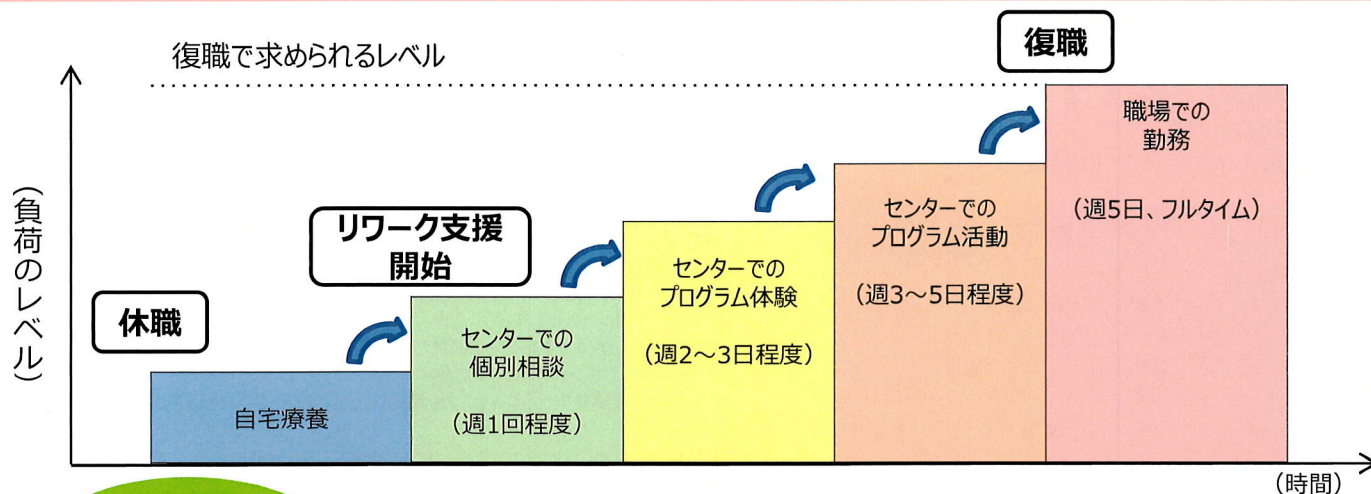 復職
復職で求められるレベル
職場での
勤務
(週5日、フルタイム)
センターでの
プログラム活動
(週3～5日程度)
リワーク支援
開始
センターでの
プログラム体験
(週2～3日程度)
休職
センターでの
個別相談
(週1回程度)
自宅療養
(負荷のレベル)
(時間)